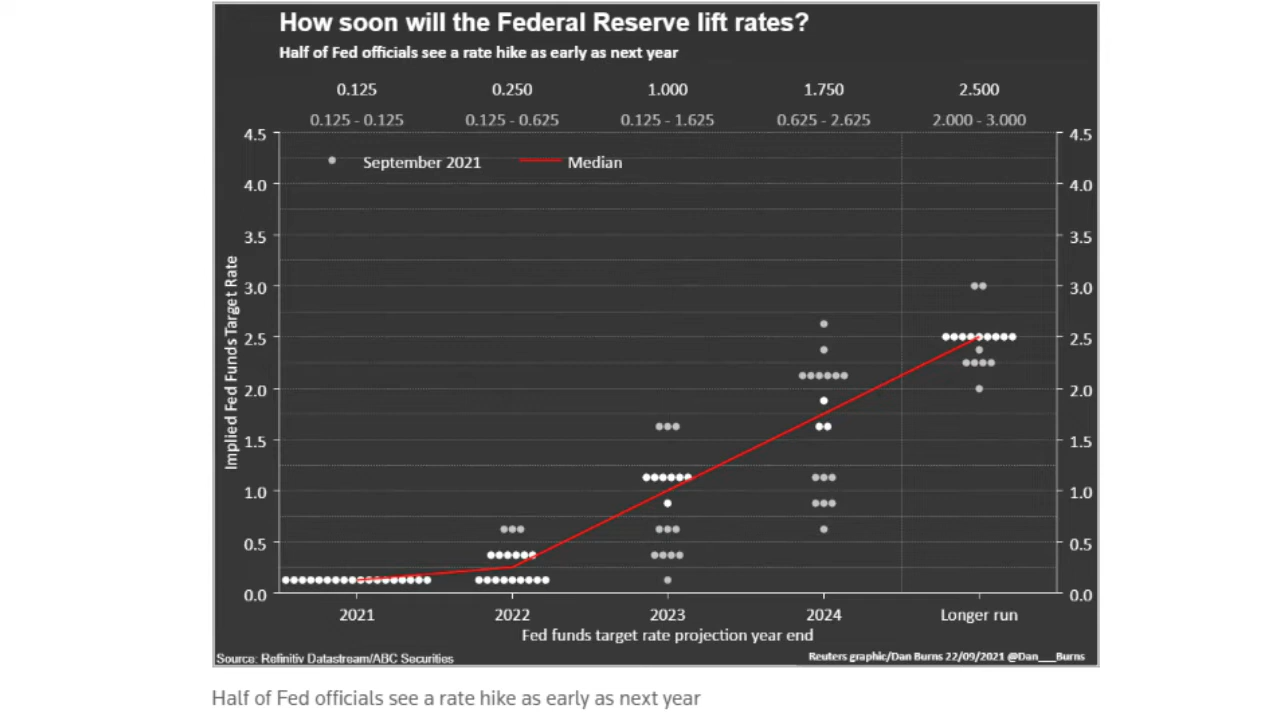 How soon will the Federal Reserve lift rates?
Half of Fed officials see a rate hike as early as next year
0.125 0.250 1.000 1.750 2.500
0.125 - 0.125 0.125 - 0.625 0.125 - 1.625 0.625 - 2.625 2.000 - 3.000
4.5 4.5
September 2021 Median
4.0 4.0
3.5 3.5
Implied Fed Funds Target Rate
3.0 3.0
2.5 2.5
2.0 2.0
1.5 1.5
1.0 1.0
0.5 0.5
0.0 0.0
2021 2022 2023 2024 Longer run
Fed funds target rate projection year end
Source: Refinitiv Datastream/ABC Securities
Reuters graphic/Dan Burns 22/09/2021 @Dan___Burns
Half of Fed officials see a rate hike as early as next year